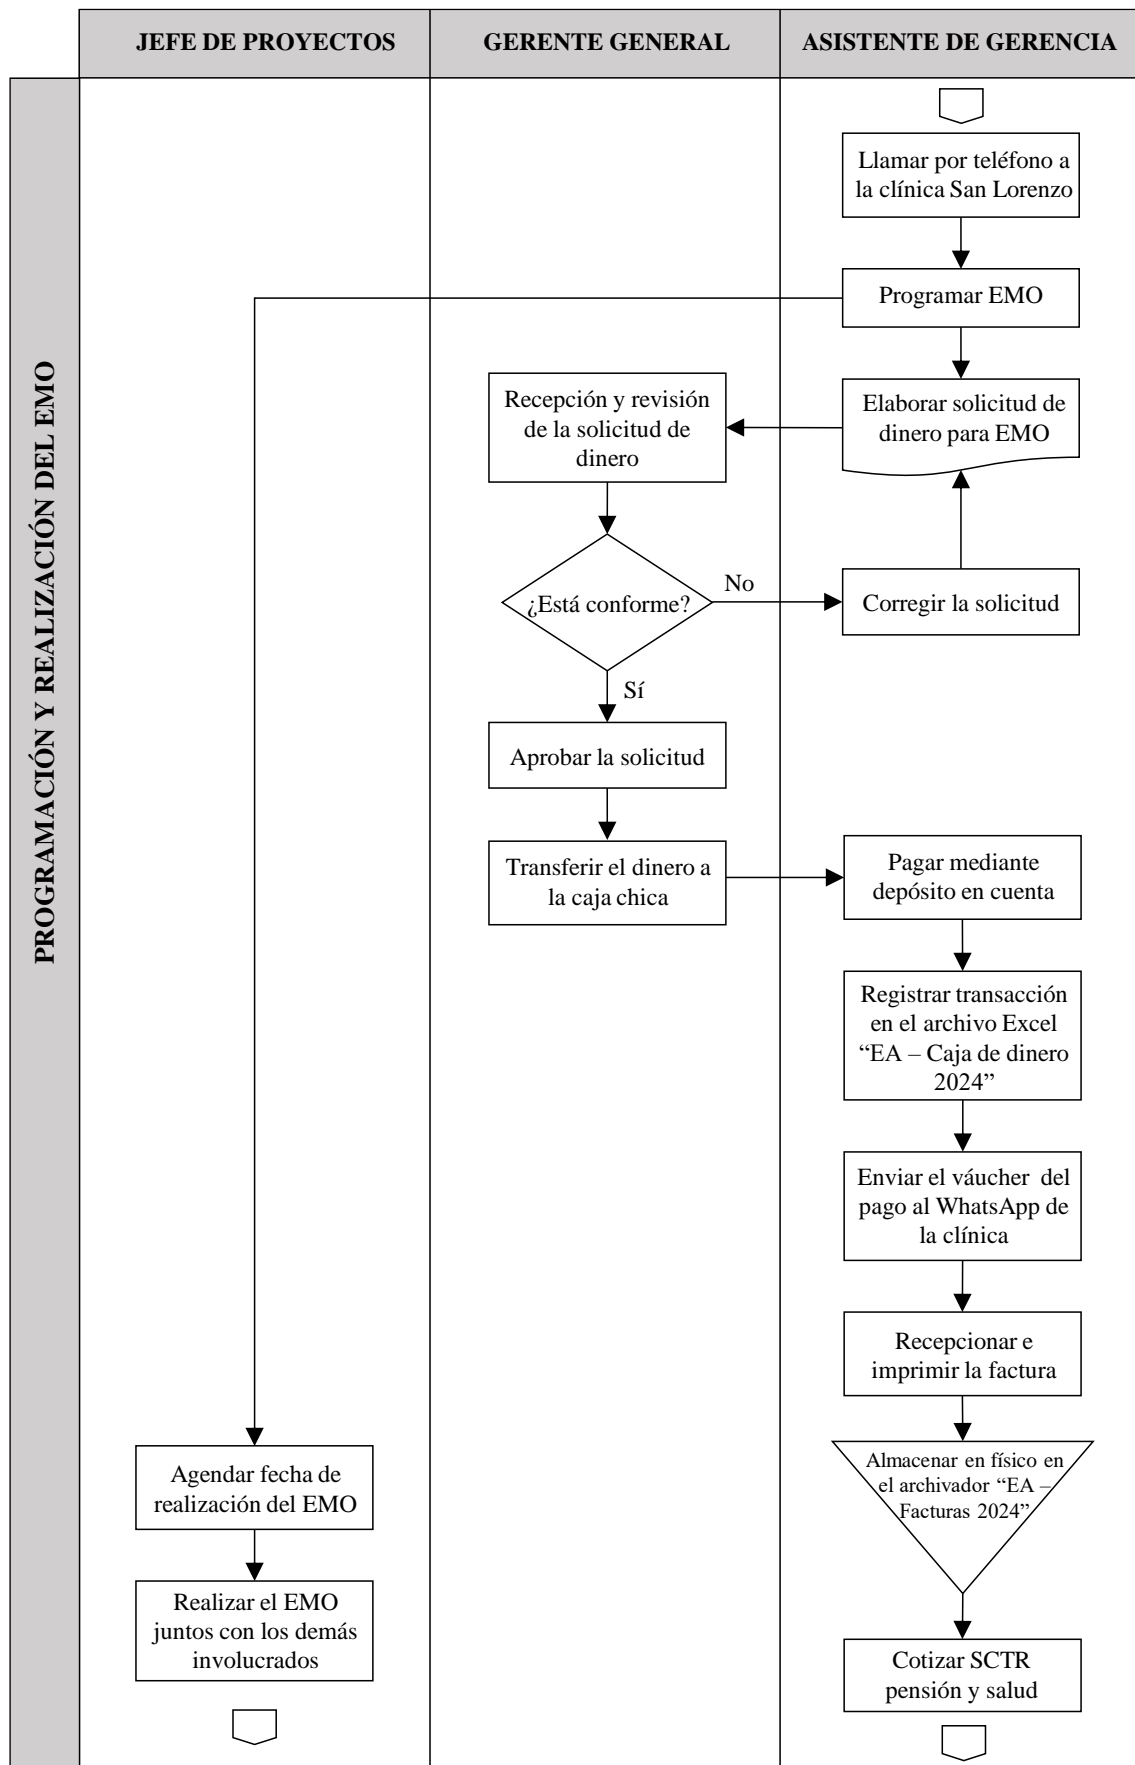 JEFE DE PROYECTOS
GERENTE GENERAL
ASISTENTE DE GERENCIA
PROGRAMACIÓN Y REALIZACIÓN DEL EMO
Llamar por teléfono a
la clínica San Lorenzo
Programar EMO
Elaborar solicitud de
dinero para EMO
Recepción y revisión
de la solicitud de
dinero
¿Está conforme?
No
Corregir la solicitud
Sí
Aprobar la solicitud
Transferir el dinero a
la caja chica
Pagar mediante
depósito en cuenta
Registrar transacción
en el archivo Excel
“EA – Caja de dinero
2024”
Enviar el váucher del
pago al WhatsApp de
la clínica
Recepcionar e
imprimir la factura
Almacenar en físico en
el archivador “EA –
Facturas 2024”
Agendar fecha de
realización del EMO
Realizar el EMO
juntos con los demás
involucrados
Cotizar SCTR
pensión y salud